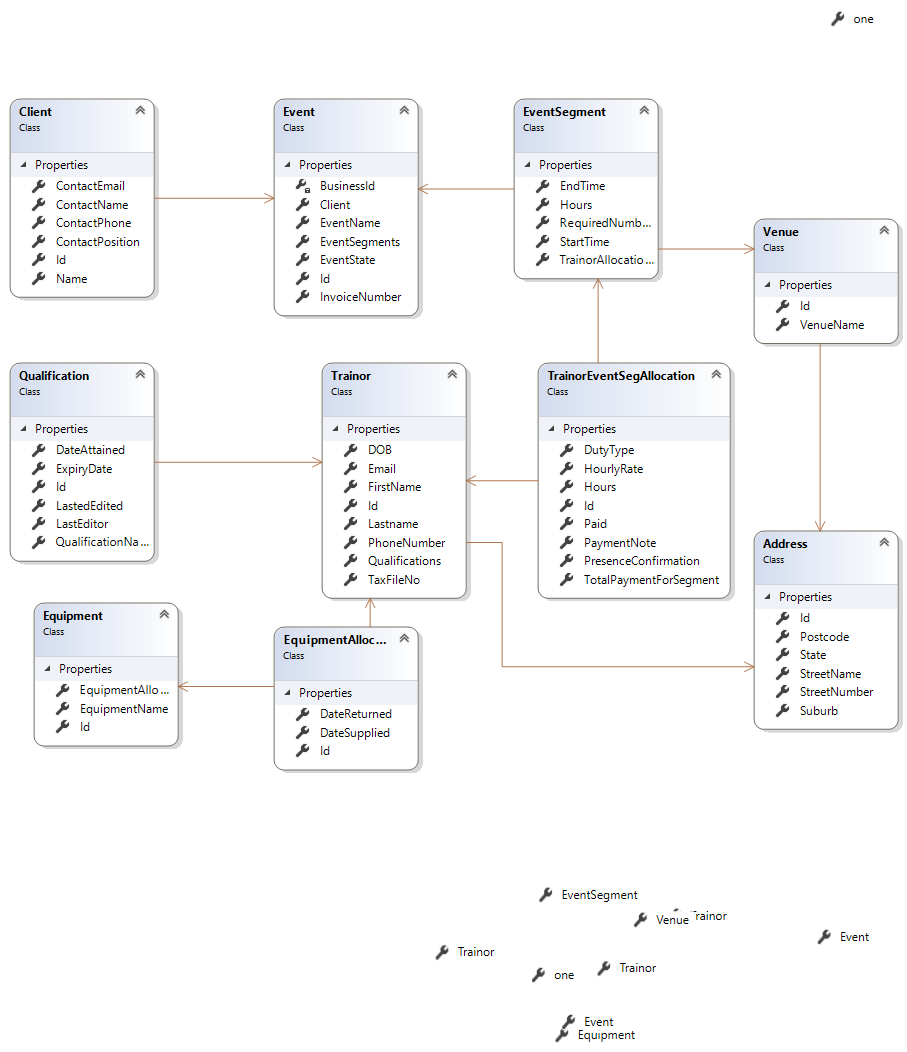 one
Client
Class
Properties
ContactEmail
ContactName
ContactPhone
ContactPosition
Id
Name
Event
Class
Properties
BusinessId
Client
EventName
EventSegments
EventState
Id
InvoiceNumber
EventSegment
Class
Properties
EndTime
Hours
RequiredNumb...
StartTime
TrainorAllocatio...
Venue
Class
Properties
Id
VenueName
Qualification
Class
Properties
DateAttained
ExpiryDate
Id
LastedEdited
LastEditor
QualificationNa...
Trainor
Class
Properties
DOB
Email
FirstName
Id
Lastname
PhoneNumber
Qualifications
TaxFileNo
TrainorEventSegAllocation
Class
Properties
DutyType
HourlyRate
Hours
Id
Paid
PaymentNote
PresenceConfirmation
TotalPaymentForSegment
Address
Class
Properties
Id
Postcode
State
StreetName
StreetNumber
Suburb
Equipment
Class
Properties
EquipmentAllo...
EquipmentName
Id
EquipmentAlloc...
Class
Properties
DateReturned
DateSupplied
Id
EventSegment
Venue
Trainor
Event
Trainor
one
Trainor
Event
Equipment